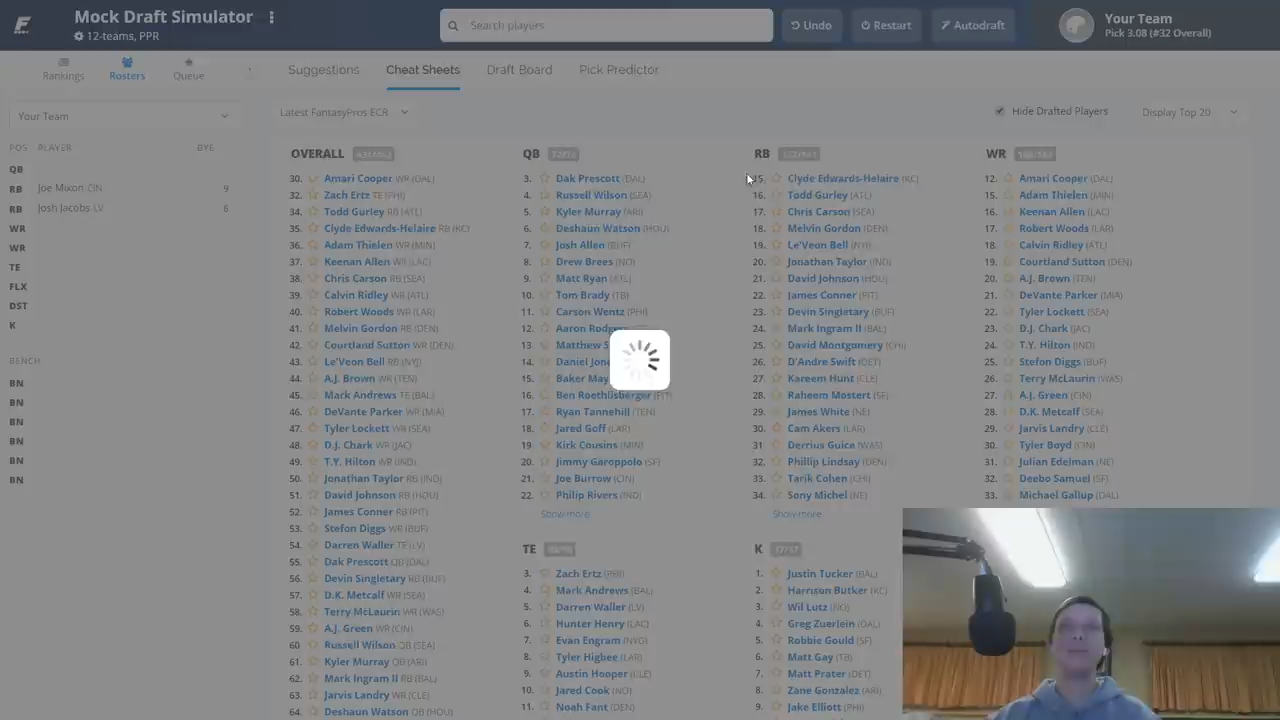 Mock Draft Simulator
12-teams, PPR
Search players
Undo
Restart
Autodraft
Your Team
Pick 3.08 (#32 Overall)
Rankings
Rosters
Queue
Suggestions
Cheat Sheets
Draft Board
Pick Predictor
Your Team
Latest FantasyPros ECR
Hide Drafted Players
Display Top 20
POS PLAYER BYE
QB
RB Joe Mixon CIN 9
RB Josh Jacobs LV 6
WR
WR
TE
FLX
DST
K
BENCH
BN
BN
BN
BN
BN
BN
OVERALL
30. Amari Cooper WR (DAL)
32. Zach Ertz TE (PHI)
34. Todd Gurley RB (ATL)
35. Clyde Edwards-Helaire RB (KC)
36. Adam Thielen WR (MIN)
37. Keenan Allen WR (LAC)
38. Chris Carson RB (SEA)
39. Calvin Ridley WR (ATL)
40. Robert Woods WR (LAR)
41. Melvin Gordon RB (DEN)
42. Courtland Sutton WR (DEN)
43. Le'Veon Bell RB (NYJ)
44. A.J. Brown WR (TEN)
45. Mark Andrews TE (BAL)
46. DeVante Parker WR (MIA)
47. Tyler Lockett WR (SEA)
48. D.J. Chark WR (JAC)
49. T.Y. Hilton WR (IND)
50. Jonathan Taylor RB (IND)
51. David Johnson RB (HOU)
52. James Conner RB (PIT)
53. Stefon Diggs WR (BUF)
54. Darren Waller TE (LV)
55. Dak Prescott QB (DAL)
56. Devin Singletary RB (BUF)
57. D.K. Metcalf WR (SEA)
58. Terry McLaurin WR (WAS)
59. A.J. Green WR (CIN)
60. Russell Wilson QB (SEA)
61. Kyler Murray QB (ARI)
62. Mark Ingram II RB (BAL)
63. Jarvis Landry WR (CLE)
64. Deshaun Watson QB (HOU)
QB
3. Dak Prescott (DAL)
4. Russell Wilson (SEA)
5. Kyler Murray (ARI)
6. Deshaun Watson (HOU)
7. Josh Allen (BUF)
8. Drew Brees (NO)
9. Matt Ryan (ATL)
10. Tom Brady (TB)
11. Carson Wentz (PHI)
12. Aaron Rodgers
13. Matthew S
14. Daniel Jon
15. Baker May
16. Ben Roethlisberger (PIT)
17. Ryan Tannehill (TEN)
18. Jared Goff (LAR)
19. Kirk Cousins (MIN)
20. Jimmy Garoppolo (SF)
21. Joe Burrow (CIN)
22. Philip Rivers (IND)
Show more
RB
15. Clyde Edwards-Helaire (KC)
16. Todd Gurley (ATL)
17. Chris Carson (SEA)
18. Melvin Gordon (DEN)
19. Le'Veon Bell (NYJ)
20. Jonathan Taylor (IND)
21. David Johnson (HOU)
22. James Conner (PIT)
23. Devin Singletary (BUF)
24. Mark Ingram II (BAL)
25. David Montgomery (CHI)
26. D'Andre Swift (DET)
27. Kareem Hunt (CLE)
28. Raheem Mostert (SF)
29. James White (NE)
30. Cam Akers (LAR)
31. Derrius Guice (WAS)
32. Phillip Lindsay (DEN)
33. Tarik Cohen (CHI)
34. Sony Michel (NE)
Show more
WR
12. Amari Cooper (DAL)
15. Adam Thielen (MIN)
16. Keenan Allen (LAC)
17. Robert Woods (LAR)
18. Calvin Ridley (ATL)
19. Courtland Sutton (DEN)
20. A.J. Brown (TEN)
21. DeVante Parker (MIA)
22. Tyler Lockett (SEA)
23. D.J. Chark (JAC)
24. T.Y. Hilton (IND)
25. Stefon Diggs (BUF)
26. Terry McLaurin (WAS)
27. A.J. Green (CIN)
28. D.K. Metcalf (SEA)
29. Jarvis Landry (CLE)
30. Tyler Boyd (CIN)
31. Julian Edelman (NE)
32. Deebo Samuel (SF)
33. Michael Gallup (DAL)
TE
3. Zach Ertz (PHI)
4. Mark Andrews (BAL)
5. Darren Waller (LV)
6. Hunter Henry (LAC)
7. Evan Engram (NYG)
8. Tyler Higbee (LAR)
9. Austin Hooper (CLE)
10. Jared Cook (NO)
11. Noah Fant (DEN)
K
1. Justin Tucker (BAL)
2. Harrison Butker (KC)
3. Wil Lutz (NO)
4. Greg Zuerlein (DAL)
5. Robbie Gould (SF)
6. Matt Gay (TB)
7. Matt Prater (DET)
8. Zane Gonzalez (ARI)
9. Jake Elliott (PHI)